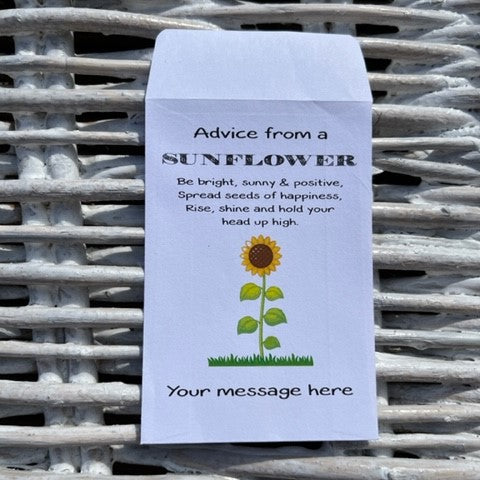 Advice from a
SUNFLOWER
Be bright, sunny & positive,
Spread seeds of happiness,
Rise, shine and hold your
head up high.
Your message here